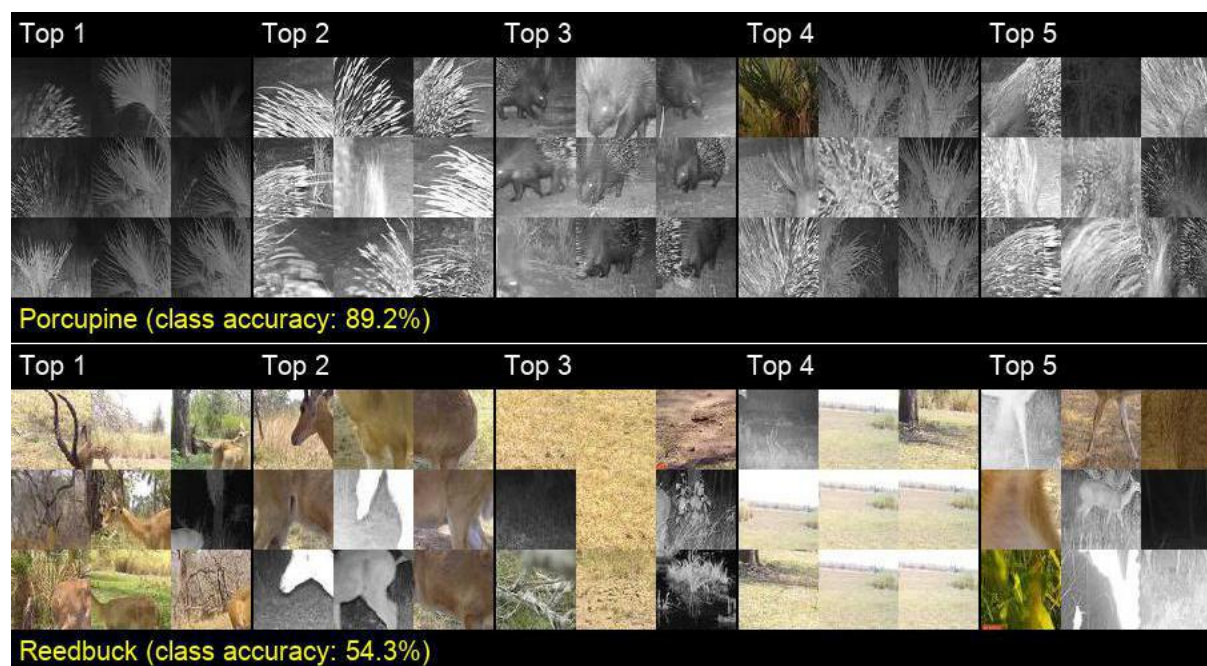 Top 1 Top 2 Top 3 Top 4 Top 5
Porcupine (class accuracy: 89.2%)
Top 1 Top 2 Top 3 Top 4 Top 5
Reedbuck (class accuracy: 54.3%)